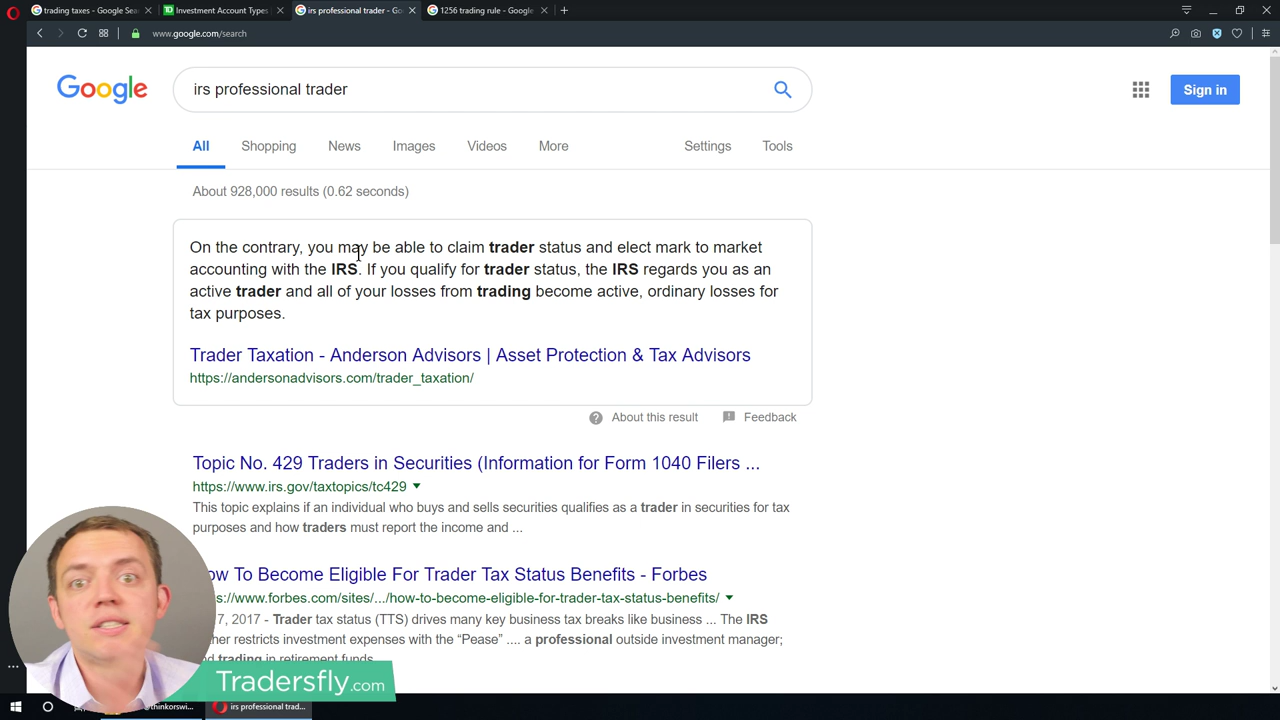 trading taxes - Google Sea
Investment Account Types
irs professional trader - Go
1256 trading rule - Google
www.google.com/search
Google
irs professional trader
Sign in
All Shopping News Images Videos More Settings Tools
About 928,000 results (0.62 seconds)
On the contrary, you may be able to claim trader status and elect mark to market
accounting with the IRS. If you qualify for trader status, the IRS regards you as an
active trader and all of your losses from trading become active, ordinary losses for
tax purposes.
Trader Taxation - Anderson Advisors | Asset Protection & Tax Advisors
https://andersonadvisors.com/trader_taxation/
About this result Feedback
Topic No. 429 Traders in Securities (Information for Form 1040 Filers ...
https://www.irs.gov/taxtopics/tc429
This topic explains if an individual who buys and sells securities qualifies as a trader in securities for tax
purposes and how traders must report the income and ...
ow To Become Eligible For Trader Tax Status Benefits - Forbes
s://www.forbes.com/sites/.../how-to-become-eligible-for-trader-tax-status-benefits/
7, 2017 - Trader tax status (TTS) drives many key business tax breaks like business ... The IRS
her restricts investment expenses with the “Pease” .... a professional outside investment manager;
nd trading in retirement funds.
Tradersfly.com
@thinkorswi...
irs professional trad...